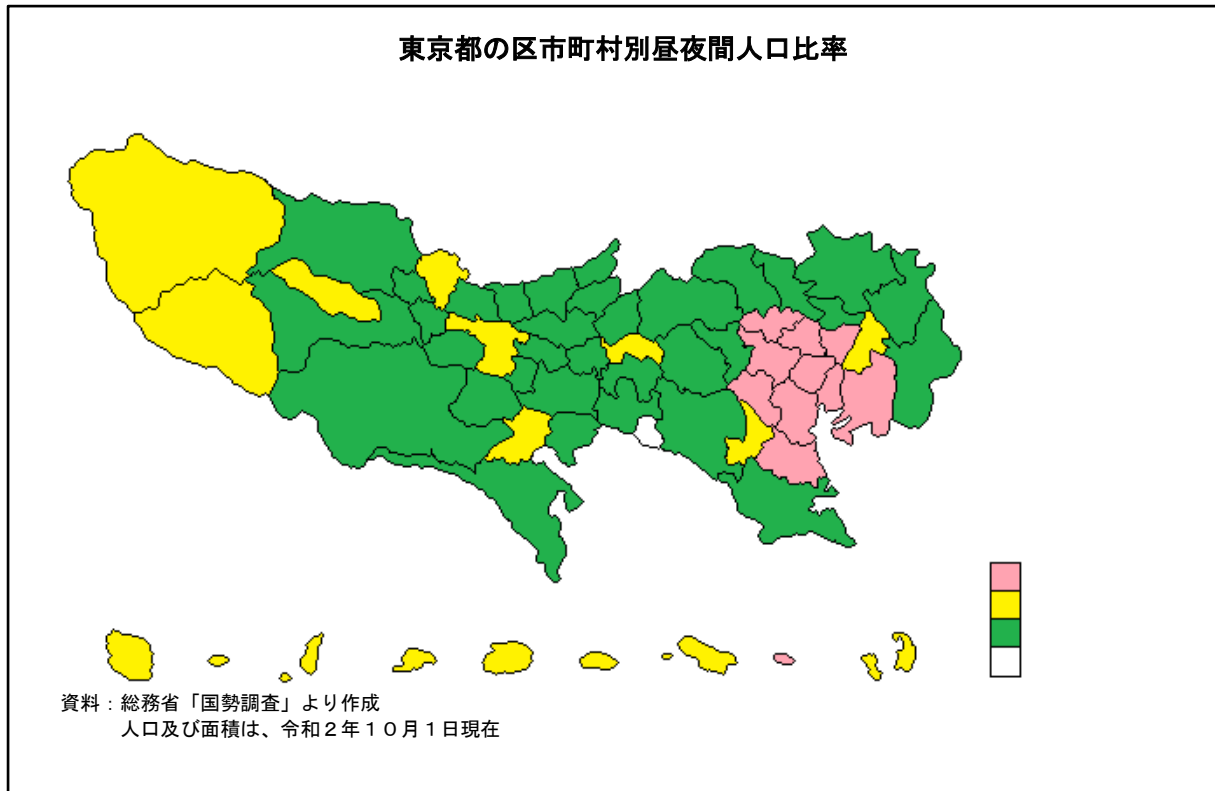 東京都の区市町村別昼夜間人口比率
資料：総務省「国勢調査」より作成
人口及び面積は、令和２年１０月１日現在